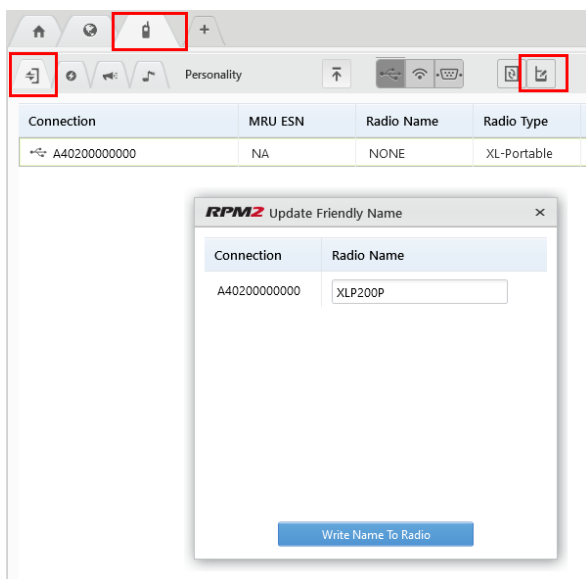 +
Personality
Connection MRU ESN Radio Name Radio Type
A40200000000 NA NONE XL-Portable
RPM2 Update Friendly Name ×
Connection Radio Name
A40200000000 XLP200P
Write Name To Radio